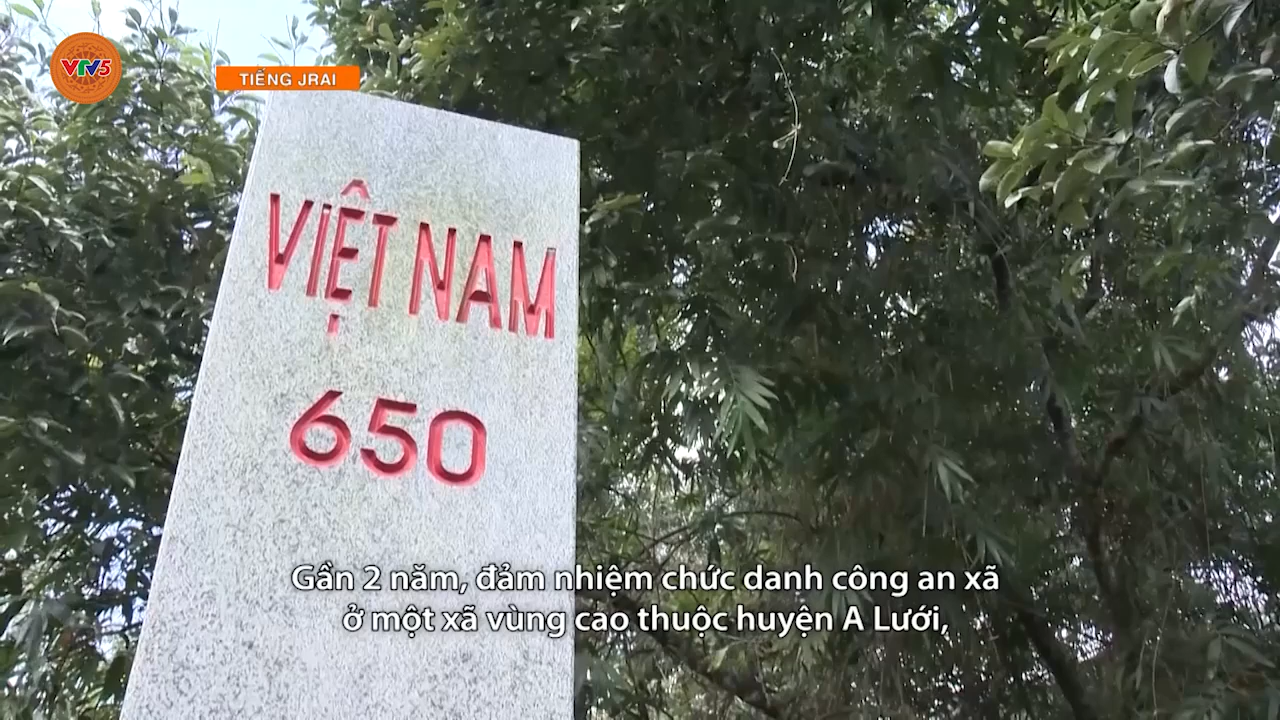 VTV5
TIẾNG JRAI
VIỆT NAM
650
Gần 2 năm, đảm nhiệm chức danh công an xã
ở một xã vùng cao thuộc huyện A Lưới,